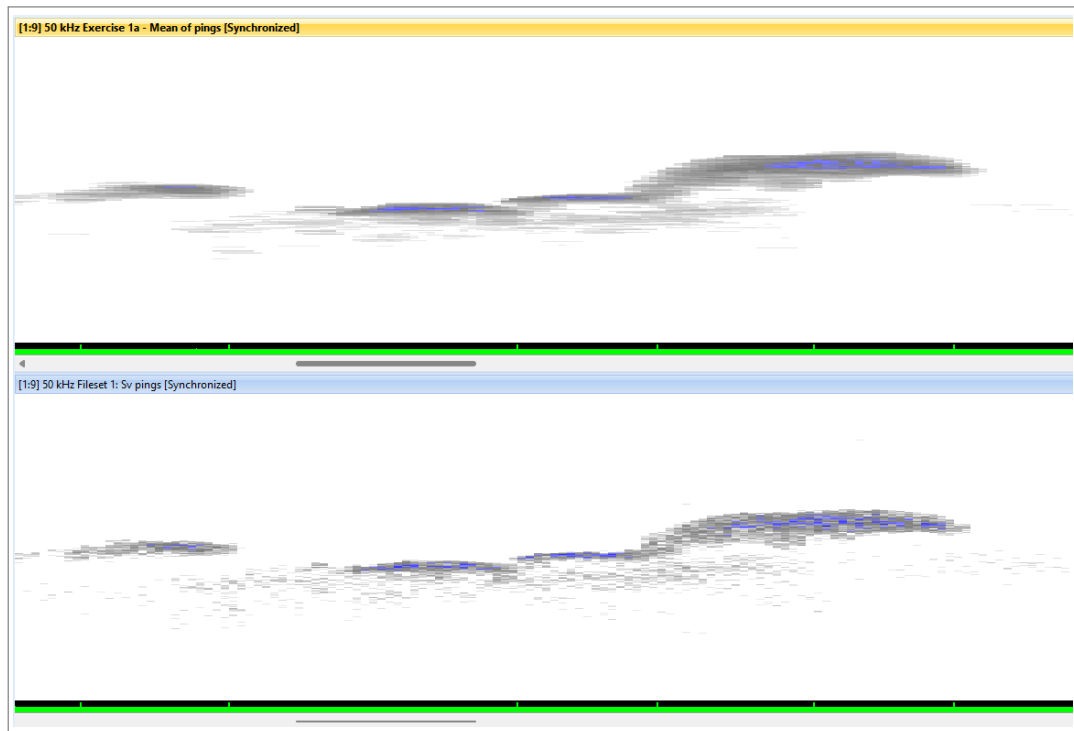 [1:9] 50 kHz Exercise 1a - Mean of pings [Synchronized]
[1:9] 50 kHz Fileset 1: Sv pings [Synchronized]